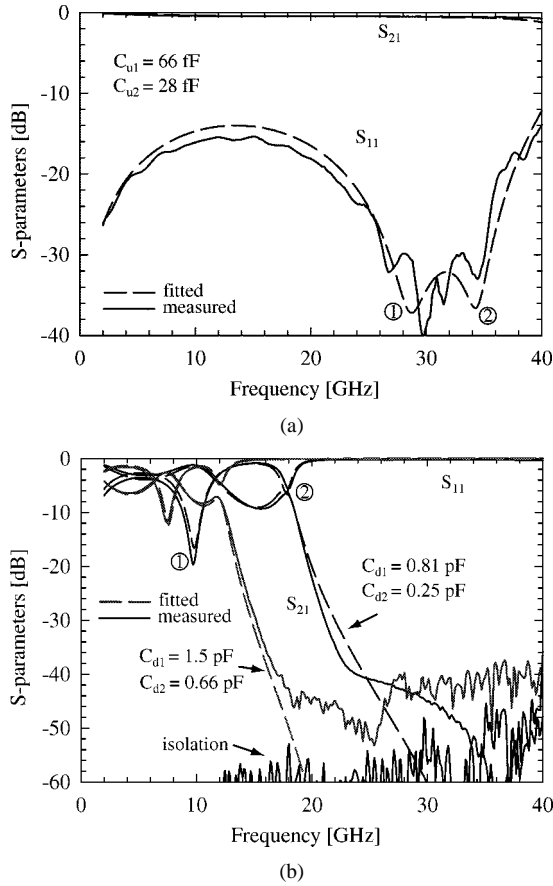 0
-10
-20
-30
-40
S-parameters [dB]
S21
Cu1 = 66 fF
Cu2 = 28 fF
S11
fitted
measured
① ②
0 10 20 30 40
Frequency [GHz]
(a)
0
-10
-20
-30
-40
-50
-60
S-parameters [dB]
②
S11
①
Cd1 = 0.81 pF
Cd2 = 0.25 pF
fitted
measured
S21
Cd1 = 1.5 pF
Cd2 = 0.66 pF
isolation
0 10 20 30 40
Frequency [GHz]
(b)